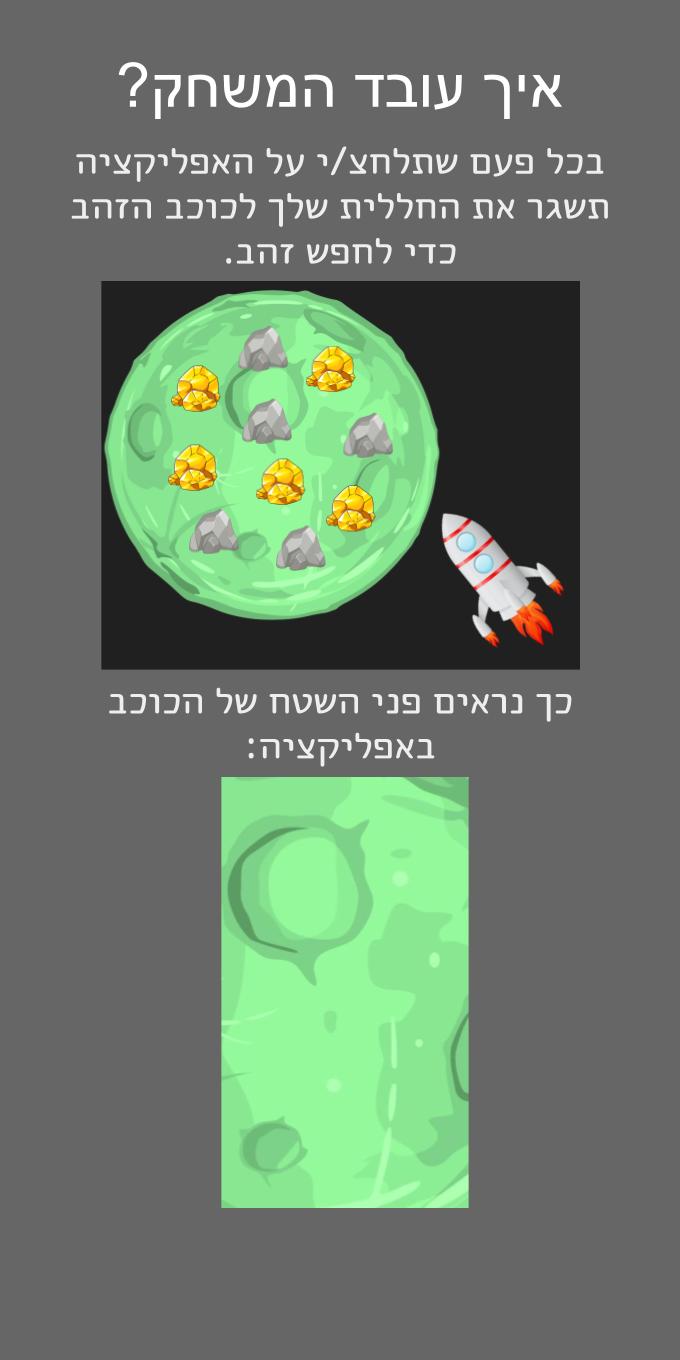 איך עובד המשחק?
בכל פעם שתלחצ/י על האפליקציה
תשגר את החללית שלך לכוכב הזהב
כדי לחפש זהב.
כך נראים פני השטח של הכוכב
באפליקציה: